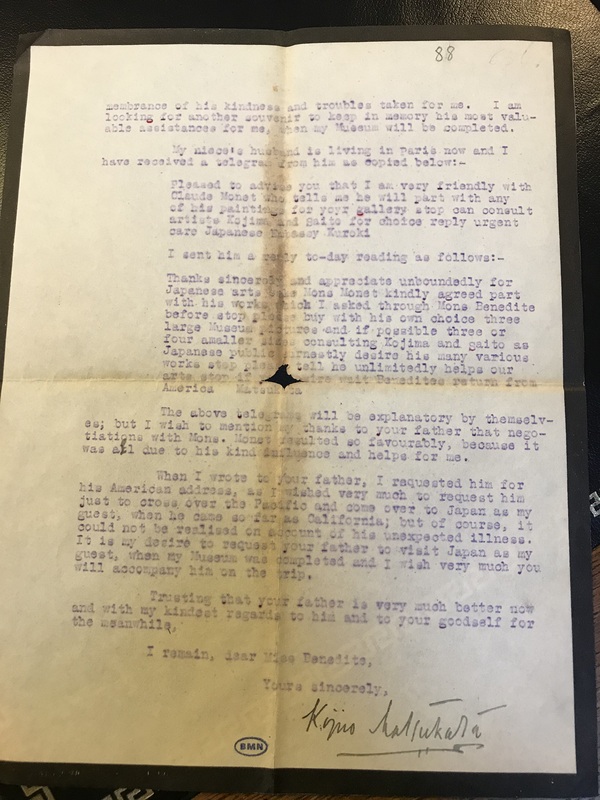 88
membrance of his kindness and troubles taken for me. I am
looking for another souvenir to keep in memory his most valu-
able assistances for me, when my Museum will be completed.
My niece's husband is living in Paris now and I
have received a telegram from him as copied below:-
Pleased to advise you that I am very friendly with
Claude Monet who tells me he will part with any
of his paintings for your gallery stop can consult
artists Kojima and Saito for choice reply urgent
care Japanese Embassy Kuroki
I sent him a reply to-day reading as follows:-
Thanks sincerely and appreciate unboundedly for
Japanese arts sake Mons Monet kindly agreed part
with his works which I asked through Mons Benedite
before stop please buy with his own choice three
large Museum pictures and if possible three or
four smaller sizes consulting Kojima and Saito as
Japanese public earnestly desire his many various
works stop please tell he unlimitedly helps our
arts stop if desire wait Benedites return from
America Matsukata
The above telegrams will be explanatory by themselv-
es; but I wish to mention my thanks to your father that nego-
tiations with Mons. Monet resulted so favourably, because it
was all due to his kind influence and helps for me.
When I wrote to your father, I requested him for
his American address, as I wished very much to request him
just to cross over the Pacific and come over to Japan as my
guest, when he came so far as California; but of course, it
could not be realised on account of his unexpected illness.
It is my desire to request your father to visit Japan as my
guest, when my Museum was completed and I wish very much you
will accompany him on the trip.
Trusting that your father is very much better now
and with my kindest regards to him and to your goodself for
the meanwhile,
I remain, dear Miss Benedite,
Yours sincerely,
Kojiro Matsukata
BMN